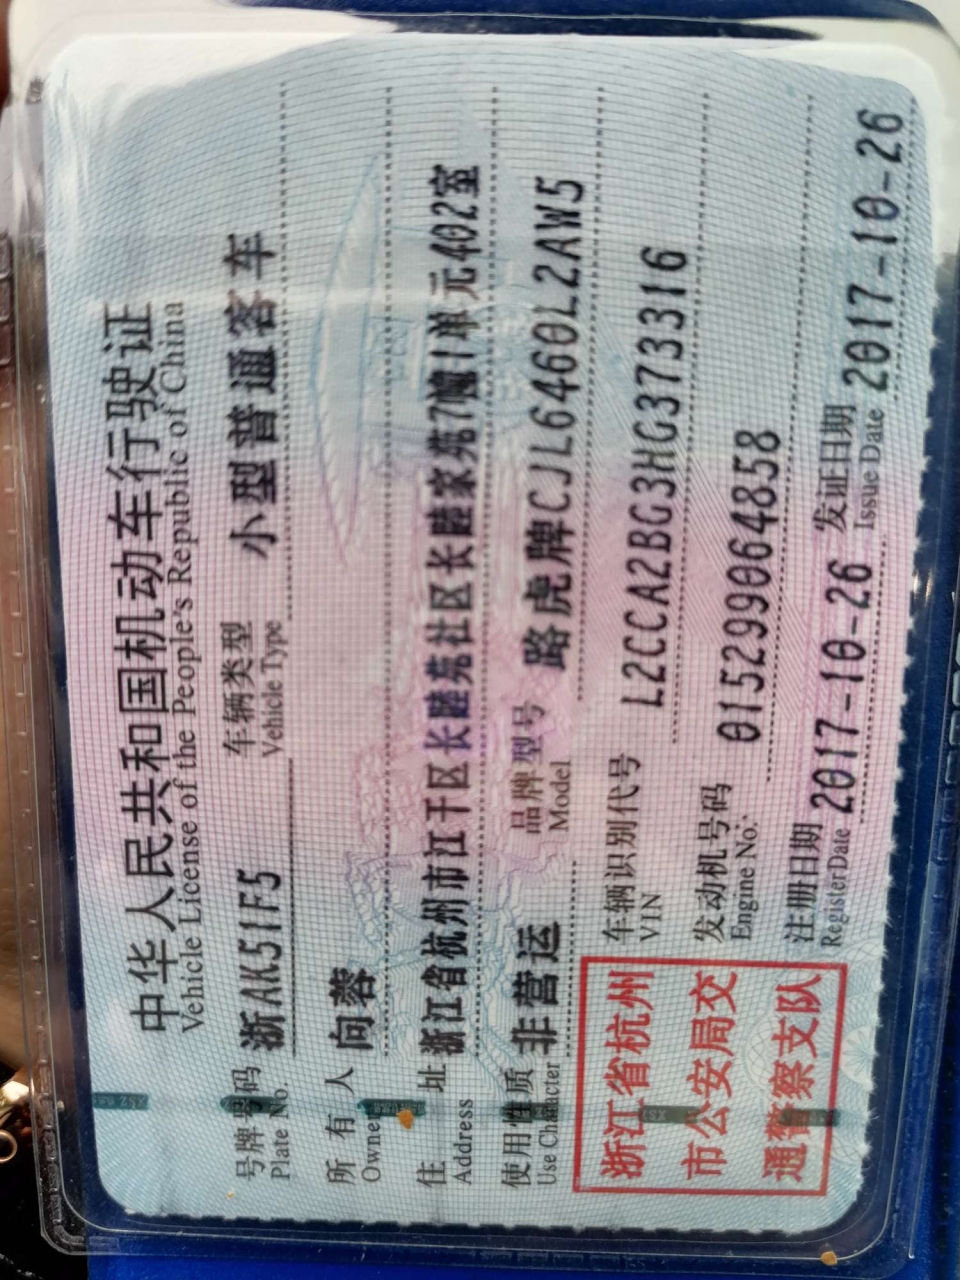 中华人民共和国机动车行驶证
Vehicle License of the People's Republic of China
号牌号码 浙AK51F5 车辆类型 小型普通客车
Plate No. Vehicle Type
所有人 向蓉
Owner
住址 浙江省杭州市江干区长睦苑社区长睦家苑7幢1单元402室
Address
使用性质 非营运 品牌型号 路虎牌CJL6460L2AW5
Use Character Model
浙江省杭州
市公安局交
通警察支队
车辆识别代号 L2CCA2BG3HG373316
VIN
发动机号码 015299064858
Engine No.
注册日期 2017-10-26 发证日期 2017-10-26
Register Date Issue Date